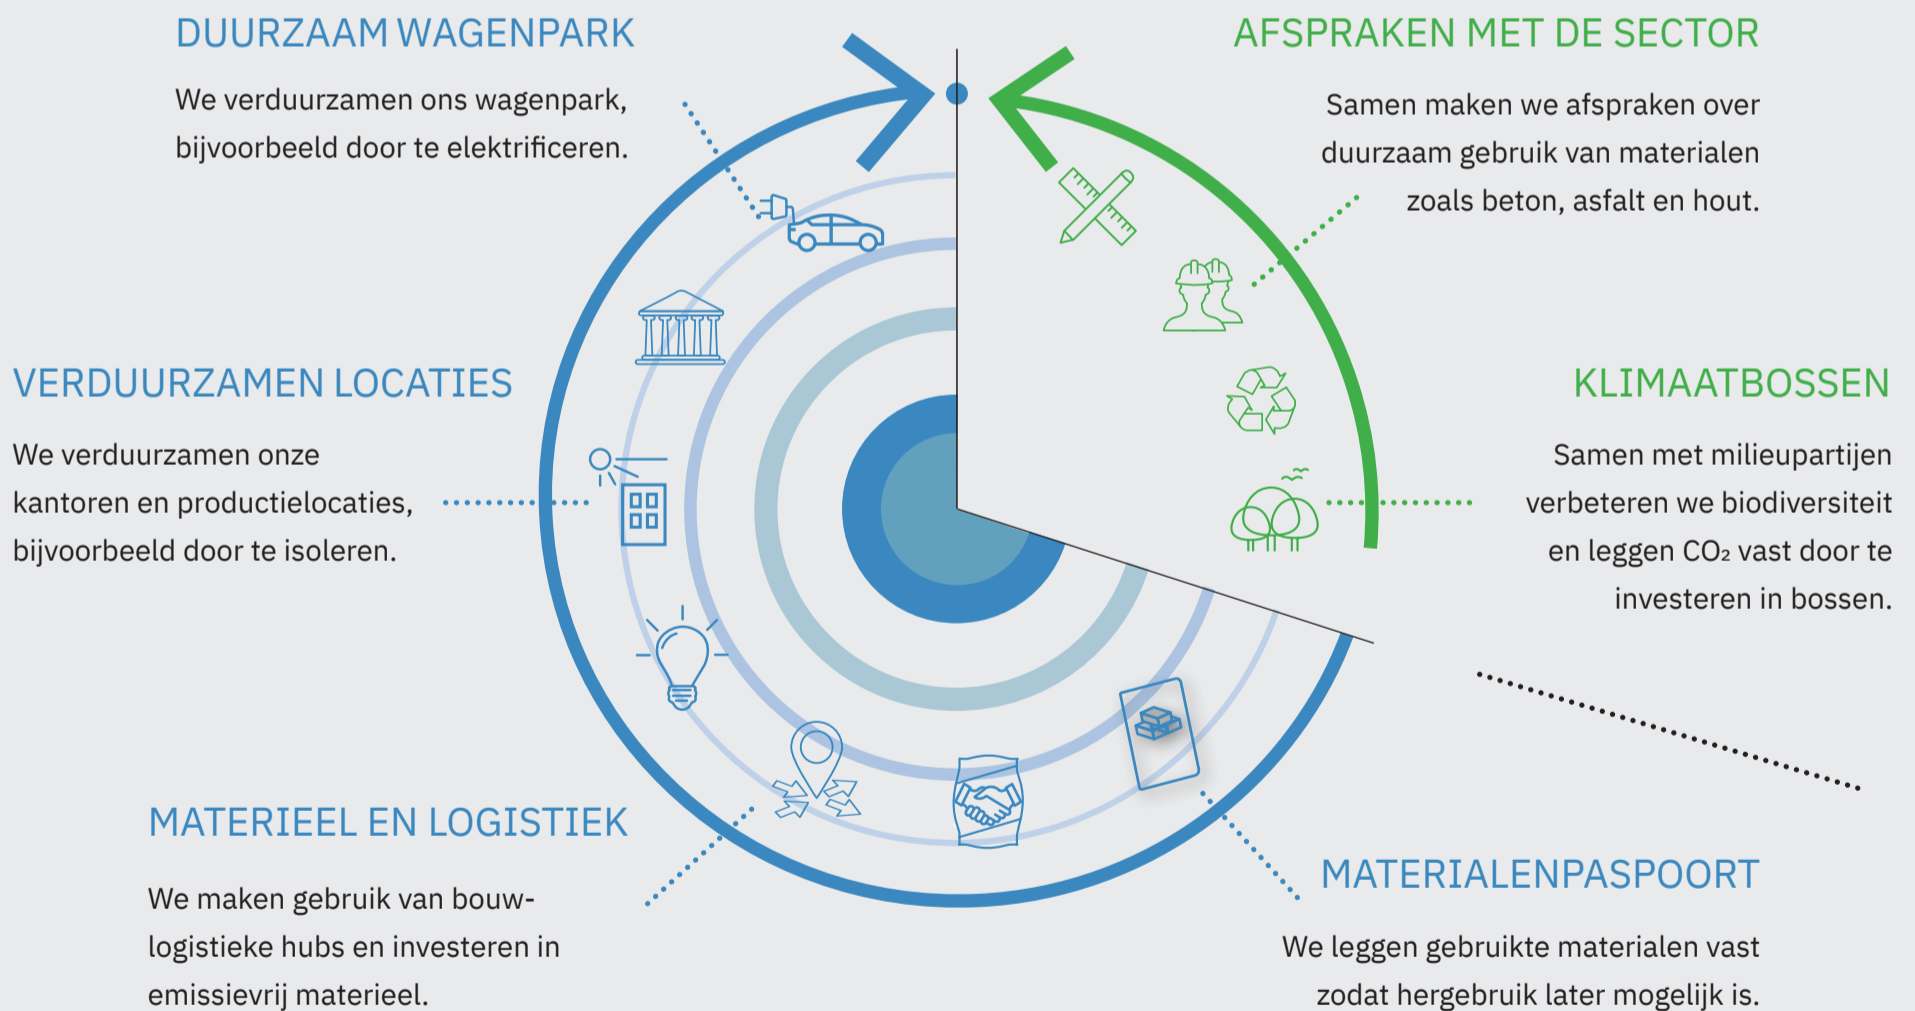 DUURZAAM WAGENPARK
We verduurzamen ons wagenpark,
bijvoorbeeld door te elektrificeren.
AFSPRAKEN MET DE SECTOR
Samen maken we afspraken over
duurzaam gebruik van materialen
zoals beton, asfalt en hout.
VERDUURZAMEN LOCATIES
We verduurzamen onze
kantoren en productielocaties,
bijvoorbeeld door te isoleren.
KLIMAATBOSSEN
Samen met milieupartijen
verbeteren we biodiversiteit
en leggen CO₂ vast door te
investeren in bossen.
MATERIEEL EN LOGISTIEK
We maken gebruik van bouw-
logistieke hubs en investeren in
emissievrij materieel.
MATERIALENPASPOORT
We leggen gebruikte materialen vast
zodat hergebruik later mogelijk is.